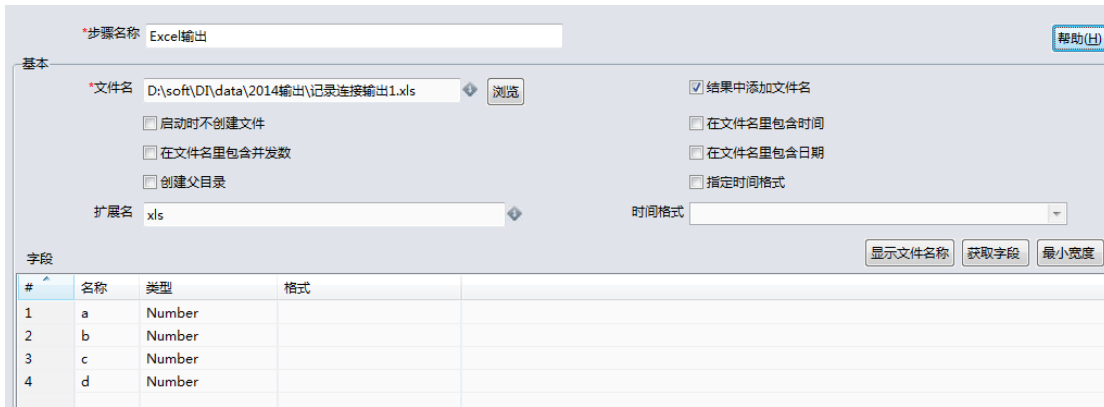 *步骤名称 Excel输出 帮助(H)
基本
*文件名 D:\soft\DI\data\2014输出\记录连接输出1.xls 浏览 结果中添加文件名
启动时不创建文件 在文件名里包含时间
在文件名里包含并发数 在文件名里包含日期
创建父目录 指定时间格式
扩展名 xls 时间格式
字段 显示文件名称 获取字段 最小宽度
# 名称 类型 格式
1 a Number
2 b Number
3 c Number
4 d Number